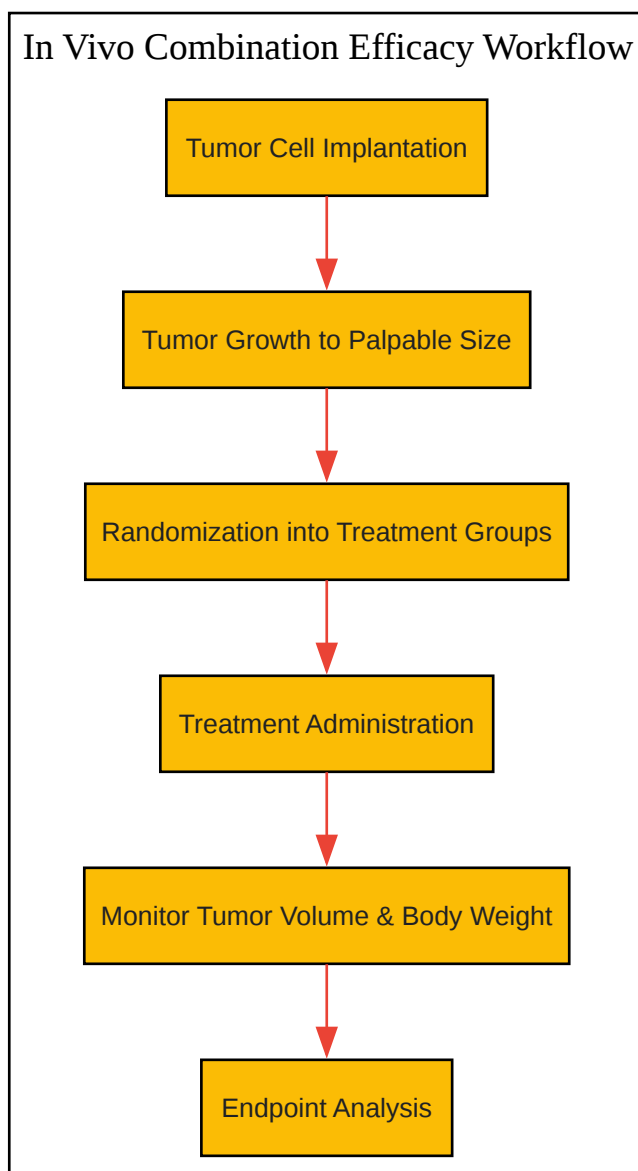 In Vivo Combination Efficacy Workflow
Tumor Cell Implantation
Tumor Growth to Palpable Size
Randomization into Treatment Groups
Treatment Administration
Monitor Tumor Volume & Body Weight
Endpoint Analysis